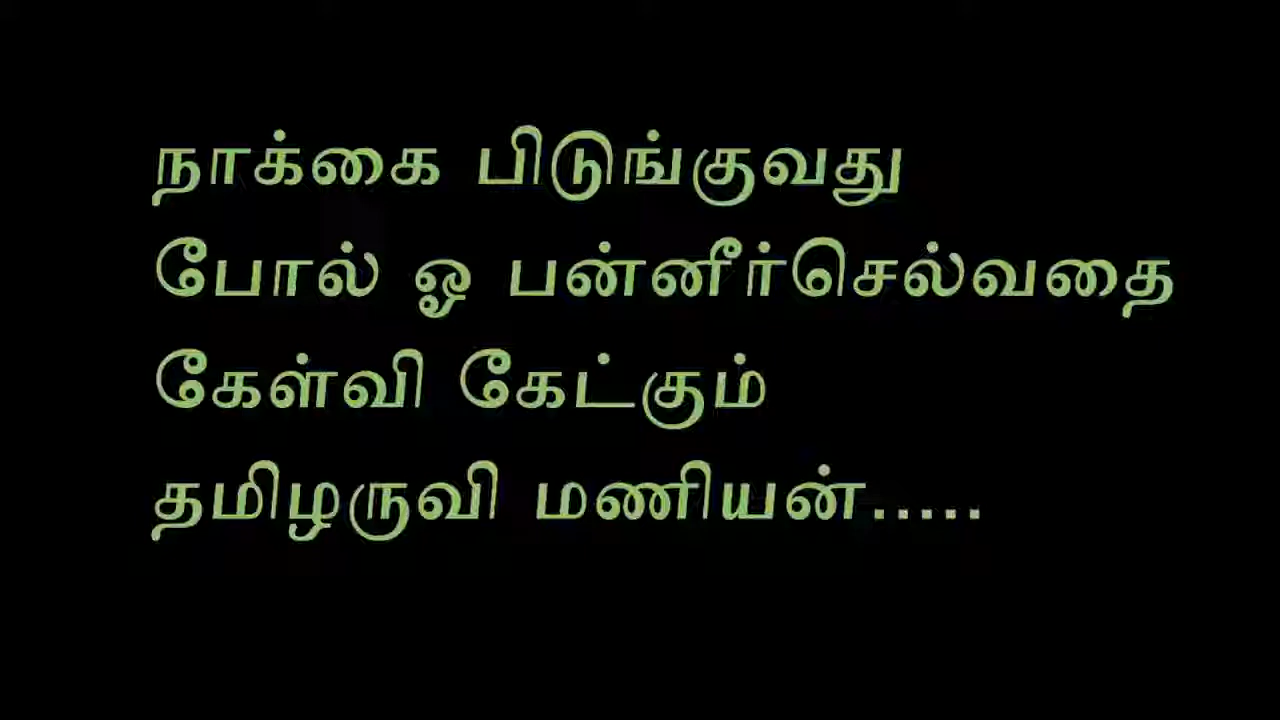 நாக்கை பிடுங்குவது
போல் ஓ பன்னீர்செல்வதை
கேள்வி கேட்கும்
தமிழருவி மணியன்.....